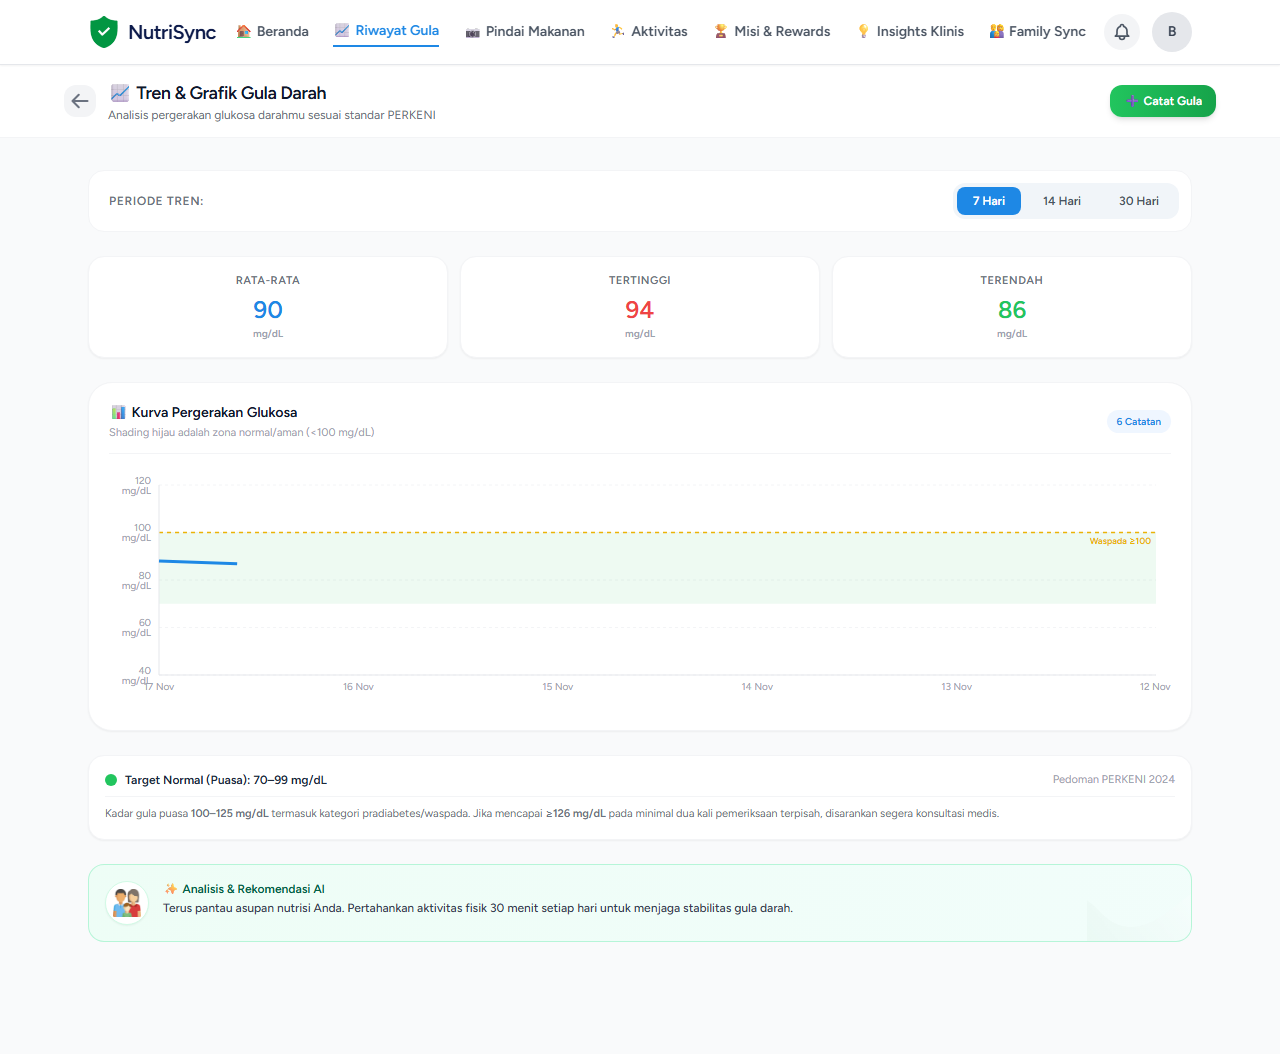 NutriSync
Beranda
Riwayat Gula
Pindai Makanan
Aktivitas
Misi & Rewards
Insights Klinis
Family Sync
B
Tren & Grafik Gula Darah
Analisis pergerakan glukosa darahmu sesuai standar PERKENI
Catat Gula
PERIODE TREN:
7 Hari
14 Hari
30 Hari
RATA-RATA
90
mg/dL
TERTINGGI
94
mg/dL
TERENDAH
86
mg/dL
Kurva Pergerakan Glukosa
Shading hijau adalah zona normal/aman (<100 mg/dL)
6 Catatan
120
mg/dL
100
mg/dL
Waspada ≥100
80
mg/dL
60
mg/dL
40
mg/dL
17 Nov
16 Nov
15 Nov
14 Nov
13 Nov
12 Nov
Target Normal (Puasa): 70–99 mg/dL
Pedoman PERKENI 2024
Kadar gula puasa 100–125 mg/dL termasuk kategori pradiabetes/waspada. Jika mencapai ≥126 mg/dL pada minimal dua kali pemeriksaan terpisah, disarankan segera konsultasi medis.
Analisis & Rekomendasi AI
Terus pantau asupan nutrisi Anda. Pertahankan aktivitas fisik 30 menit setiap hari untuk menjaga stabilitas gula darah.